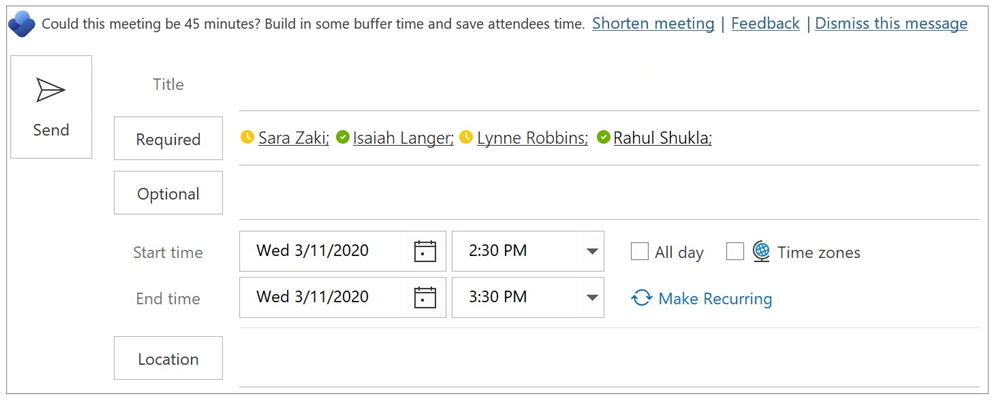 Could this meeting be 45 minutes? Build in some buffer time and save attendees time. Shorten meeting | Feedback | Dismiss this message
Send
Title
Required Sara Zaki; Isaiah Langer; Lynne Robbins; Rahul Shukla;
Optional
Start time Wed 3/11/2020 2:30 PM All day Time zones
End time Wed 3/11/2020 3:30 PM Make Recurring
Location